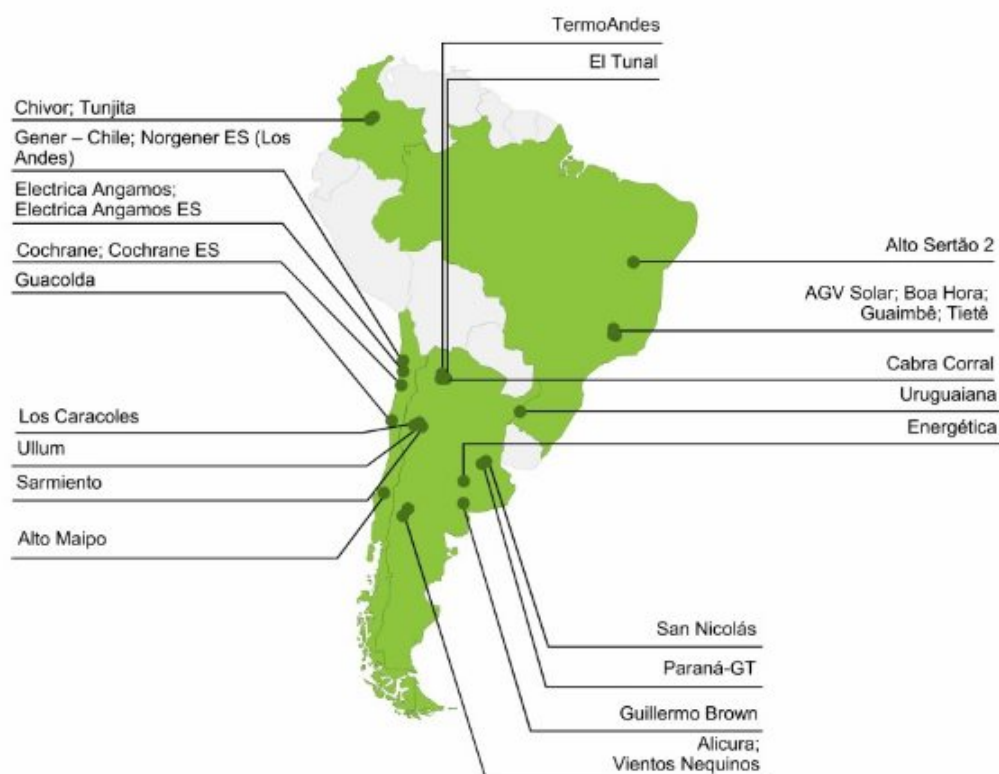 TermoAndes
El Tunal
Chivor; Tunjita
Gener – Chile; Norgener ES (Los
Andes)
Electrica Angamos;
Electrica Angamos ES
Cochrane; Cochrane ES
Guacolda
Los Caracoles
Ullum
Sarmiento
Alto Maipo
Alto Sertão 2
AGV Solar; Boa Hora;
Guaimbê; Tietê
Cabra Corral
Uruguaiana
Energética
San Nicolás
Paraná-GT
Guillermo Brown
Alicura;
Vientos Nequinos